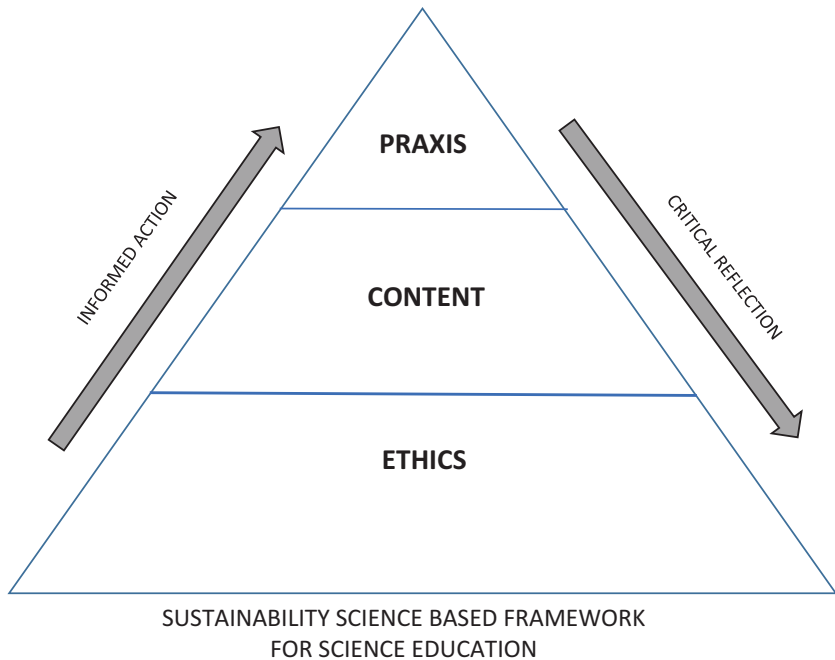 PRAXIS
INFORMED ACTION
CRITICAL REFLECTION
CONTENT
ETHICS
SUSTAINABILITY SCIENCE BASED FRAMEWORK
FOR SCIENCE EDUCATION